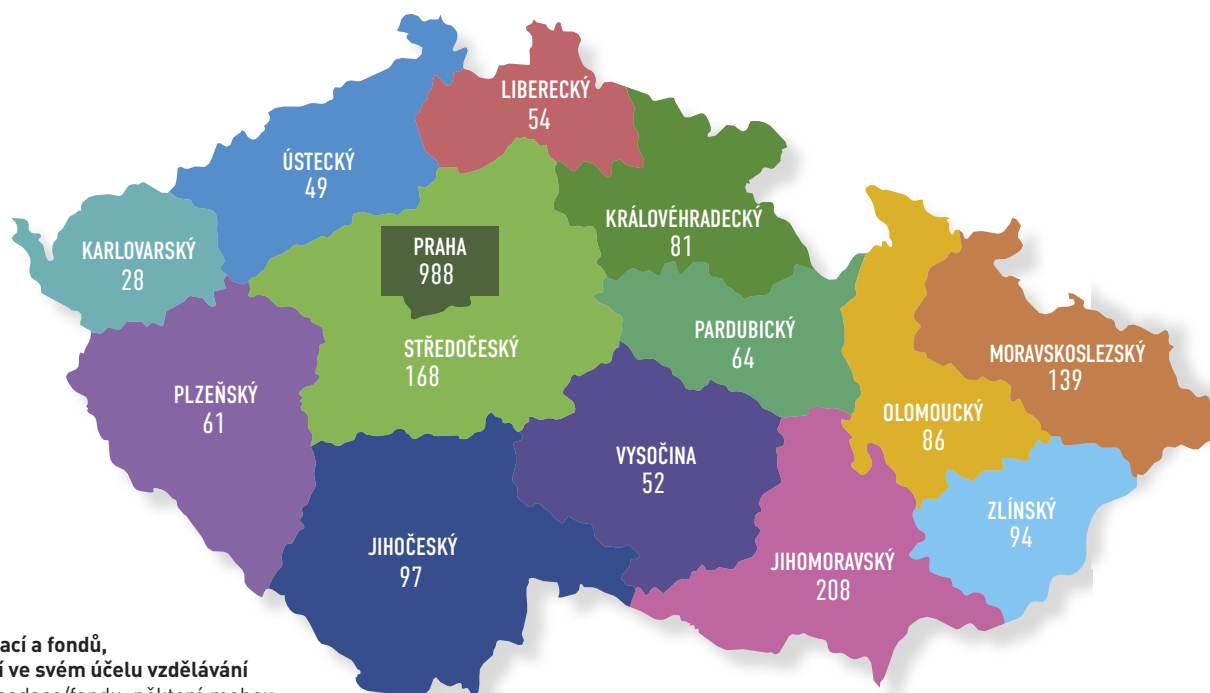 LIBERECKÝ
54
ÚSTECKÝ
49
KRÁLOVÉHRADECKÝ
81
KARLOVARSKÝ
28
PRAHA
988
PARDUBICKÝ
64
STŘEDOČESKÝ
168
MORAVSKOSLEZSKÝ
139
PLZEŇSKÝ
61
OLOMOUCKÝ
86
VYSOČINA
52
ZLÍNSKÝ
94
JIHOČESKÝ
97
JIHOMORAVSKÝ
208
ací a fondů,
í ve svém účelu vzdělávání